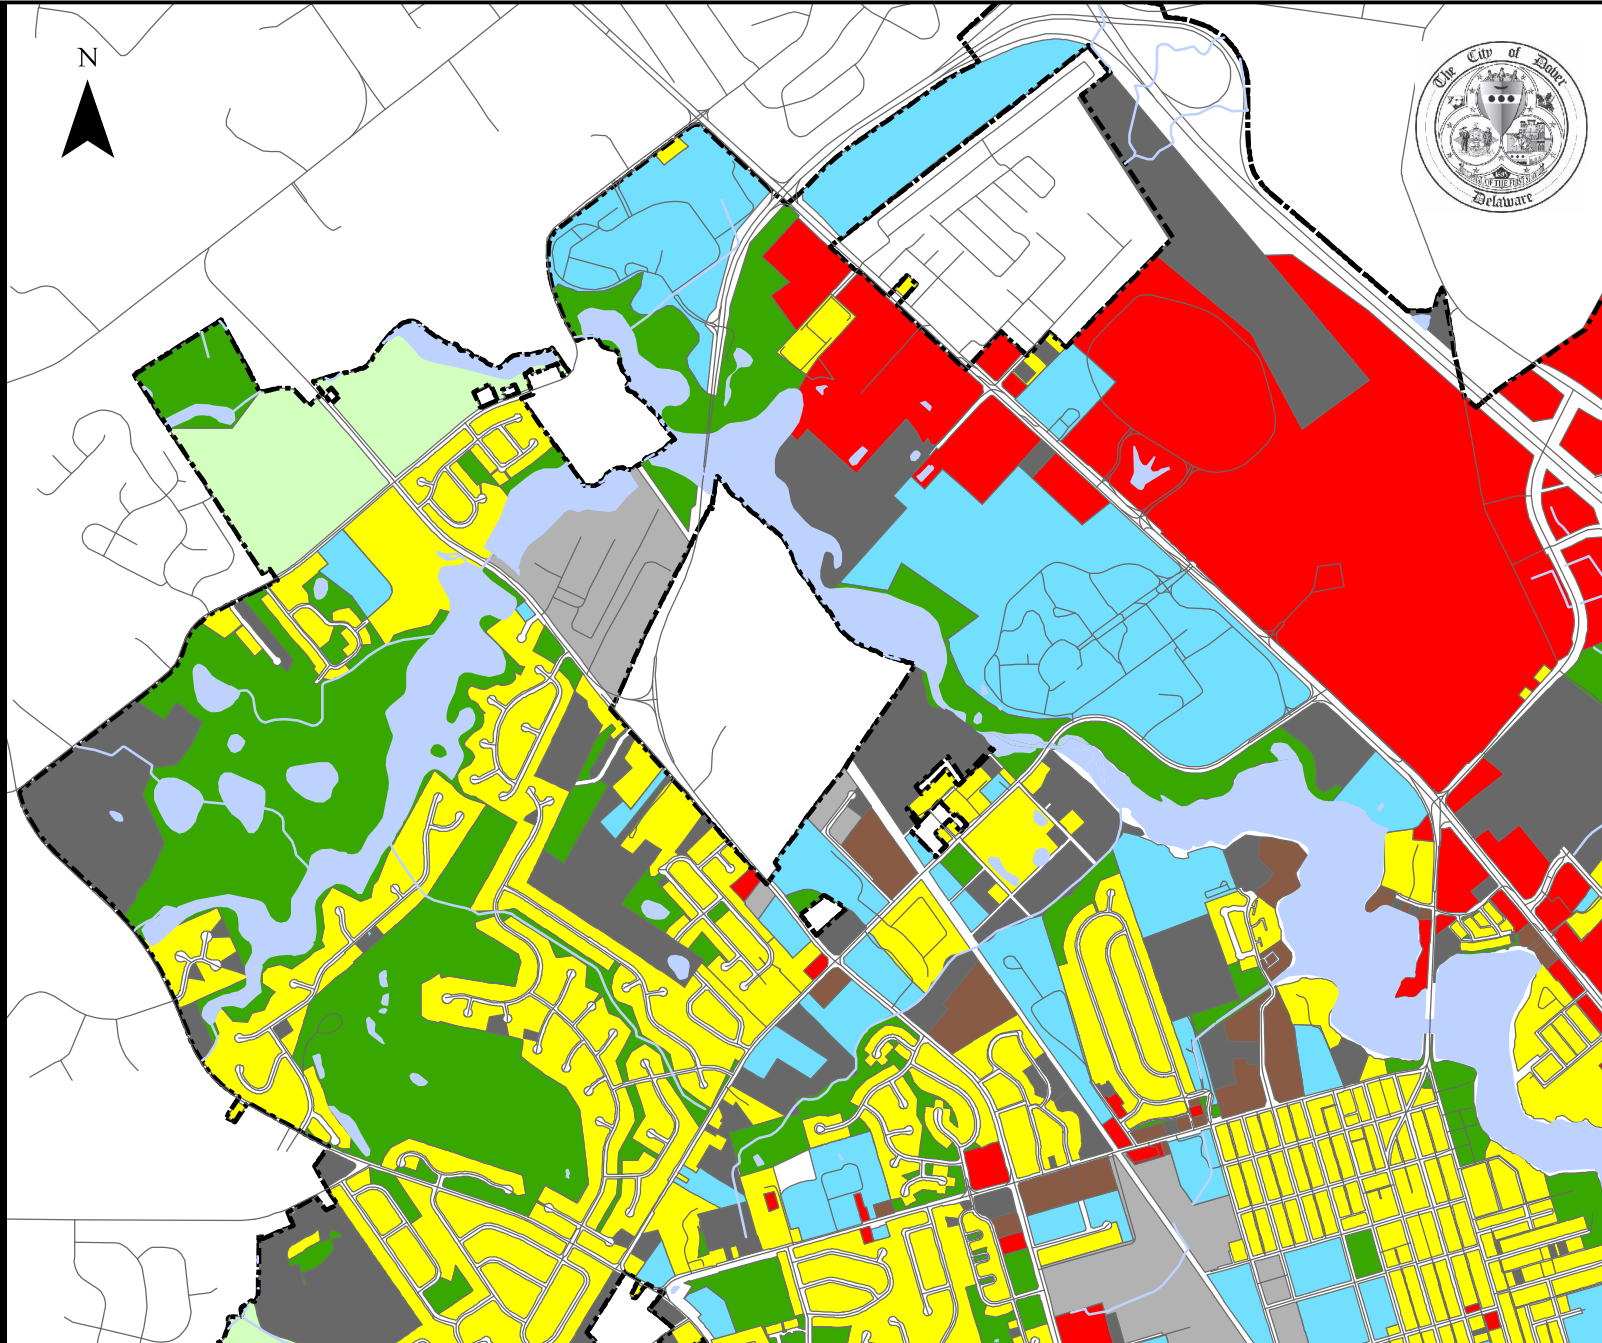 N
The City of Dover
Delaware